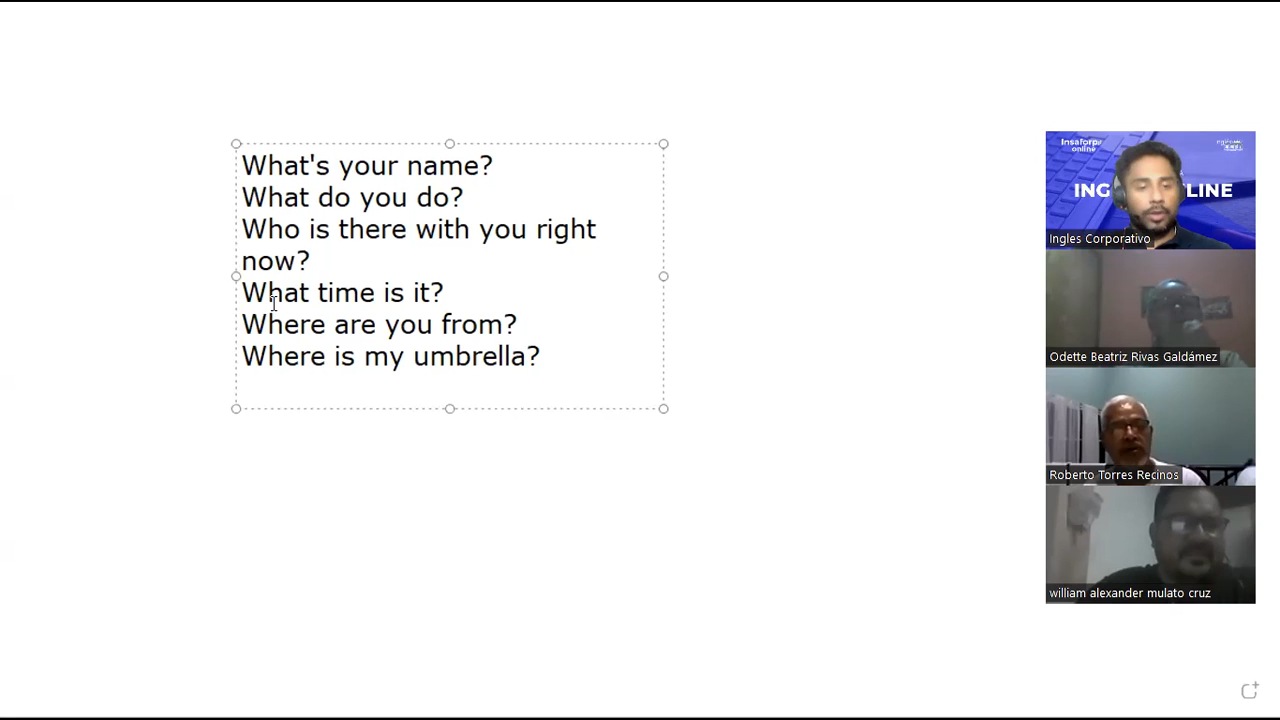 What's your name?
What do you do?
Who is there with you right
now?
What time is it?
Where are you from?
Where is my umbrella?
Insaforp
online
ING
LINE
Ingles Corporativo
Odette Beatriz Rivas Galdámez
Roberto Torres Recinos
william alexander mulato cruz